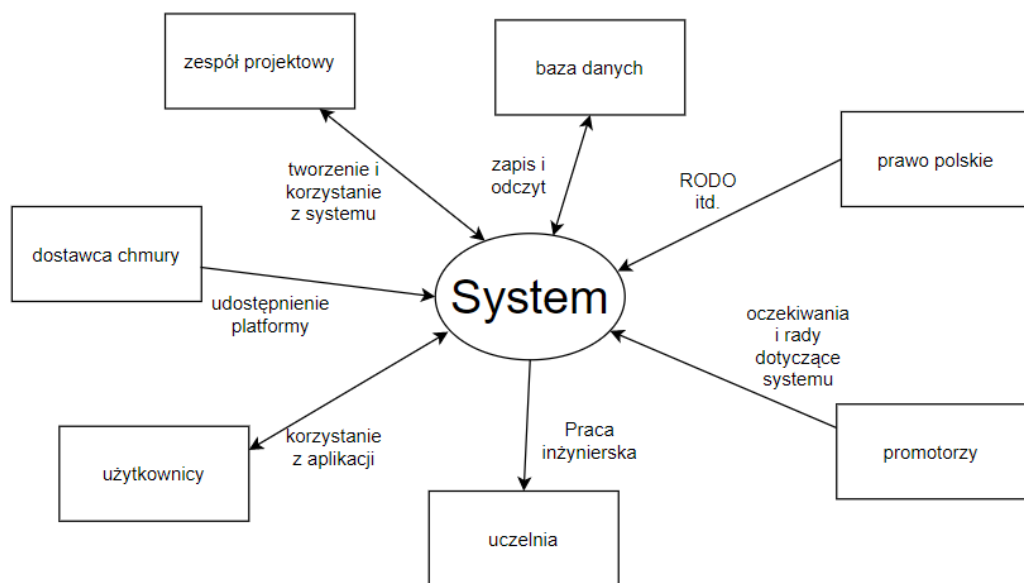 zespół projektowy
baza danych
prawo polskie
tworzenie i
korzystanie
z systemu
zapis i
odczyt
RODO
itd.
dostawca chmury
udostępnienie
platformy
System
oczekiwania
i rady
dotyczące
systemu
użytkownicy
korzystanie
z aplikacji
Praca
inżynierska
promotorzy
uczelnia